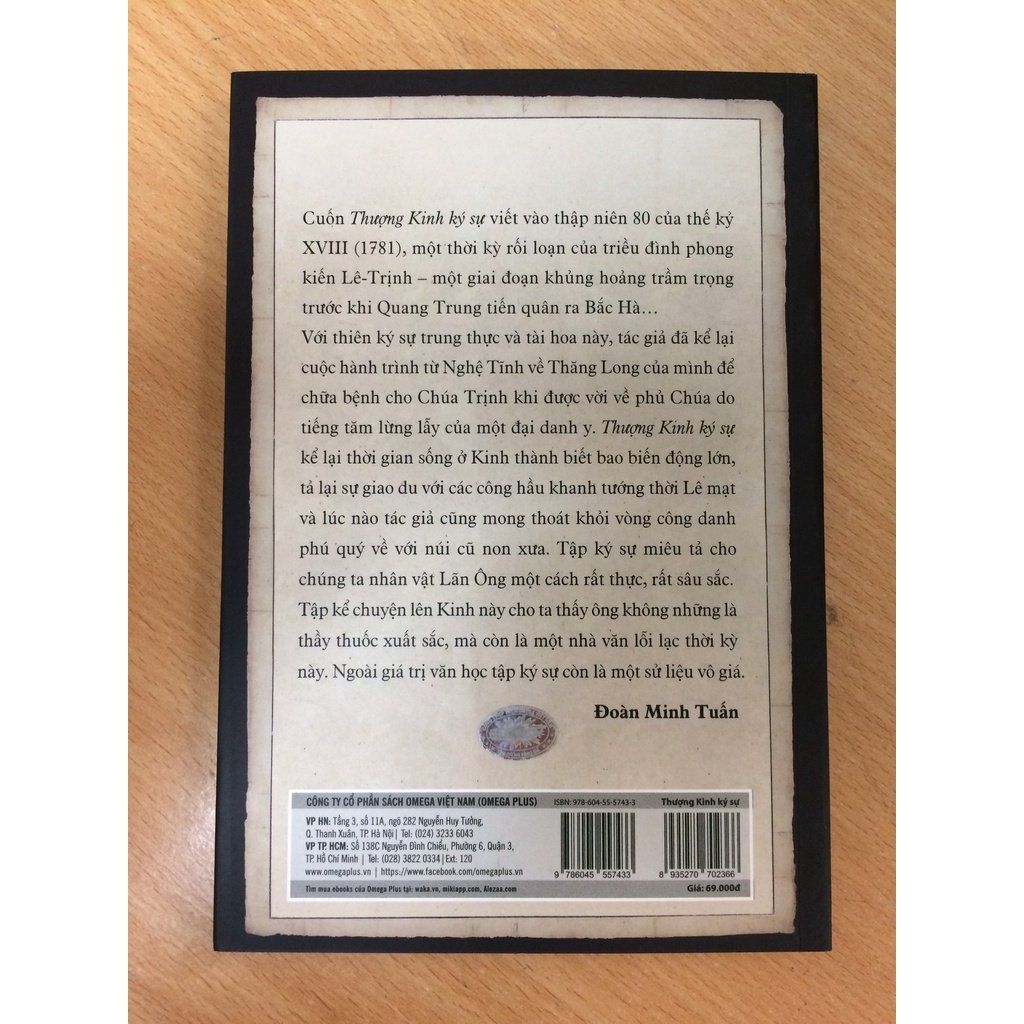 Cuốn Thượng Kinh ký sự viết vào thập niên 80 của thế kỷ
XVIII (1781), một thời kỳ rối loạn của triều đình phong
kiến Lê-Trịnh – một giai đoạn khủng hoảng trầm trọng
trước khi Quang Trung tiến quân ra Bắc Hà...
Với thiên ký sự trung thực và tài hoa này, tác giả đã kể lại
cuộc hành trình từ Nghệ Tĩnh về Thăng Long của mình để
chữa bệnh cho Chúa Trịnh khi được vời về phủ Chúa do
tiếng tăm lừng lẫy của một đại danh y. Thượng Kinh ký sự
kể lại thời gian sống ở Kinh thành biết bao biến động lớn,
tả lại sự giao du với các công hầu khanh tướng thời Lê mạt
và lúc nào tác giả cũng mong thoát khỏi vòng công danh
phú quý về với núi cũ non xưa. Tập ký sự miêu tả cho
chúng ta nhân vật Lãn Ông một cách rất thực, rất sâu sắc.
Tập kể chuyện lên Kinh này cho ta thấy ông không những là
thầy thuốc xuất sắc, mà còn là một nhà văn lỗi lạc thời kỳ
này. Ngoài giá trị văn học tập ký sự còn là một sử liệu vô giá.
Đoàn Minh Tuấn
CÔNG TY CỔ PHẦN SÁCH OMEGA VIỆT NAM (OMEGA PLUS)
VP HN: Tầng 3, số 11A, ngõ 282 Nguyễn Huy Tưởng,
Q. Thanh Xuân, TP. Hà Nội | Tel: (024) 3233 6043
VP TP. HCM: Số 138C Nguyễn Đình Chiểu, Phường 6, Quận 3,
TP. Hồ Chí Minh | Tel: (028) 3822 0334 | Ext: 120
www.omegaplus.vn | https://www.facebook.com/omegaplus.vn
Tìm mua ebooks của Omega Plus tại: waka.vn, mikiapp.com, Alezaa.com
ISBN: 978-604-55-5743-3
9 786045 557433
Thượng Kinh ký sự
8 935270 702366
Giá: 69.000đ